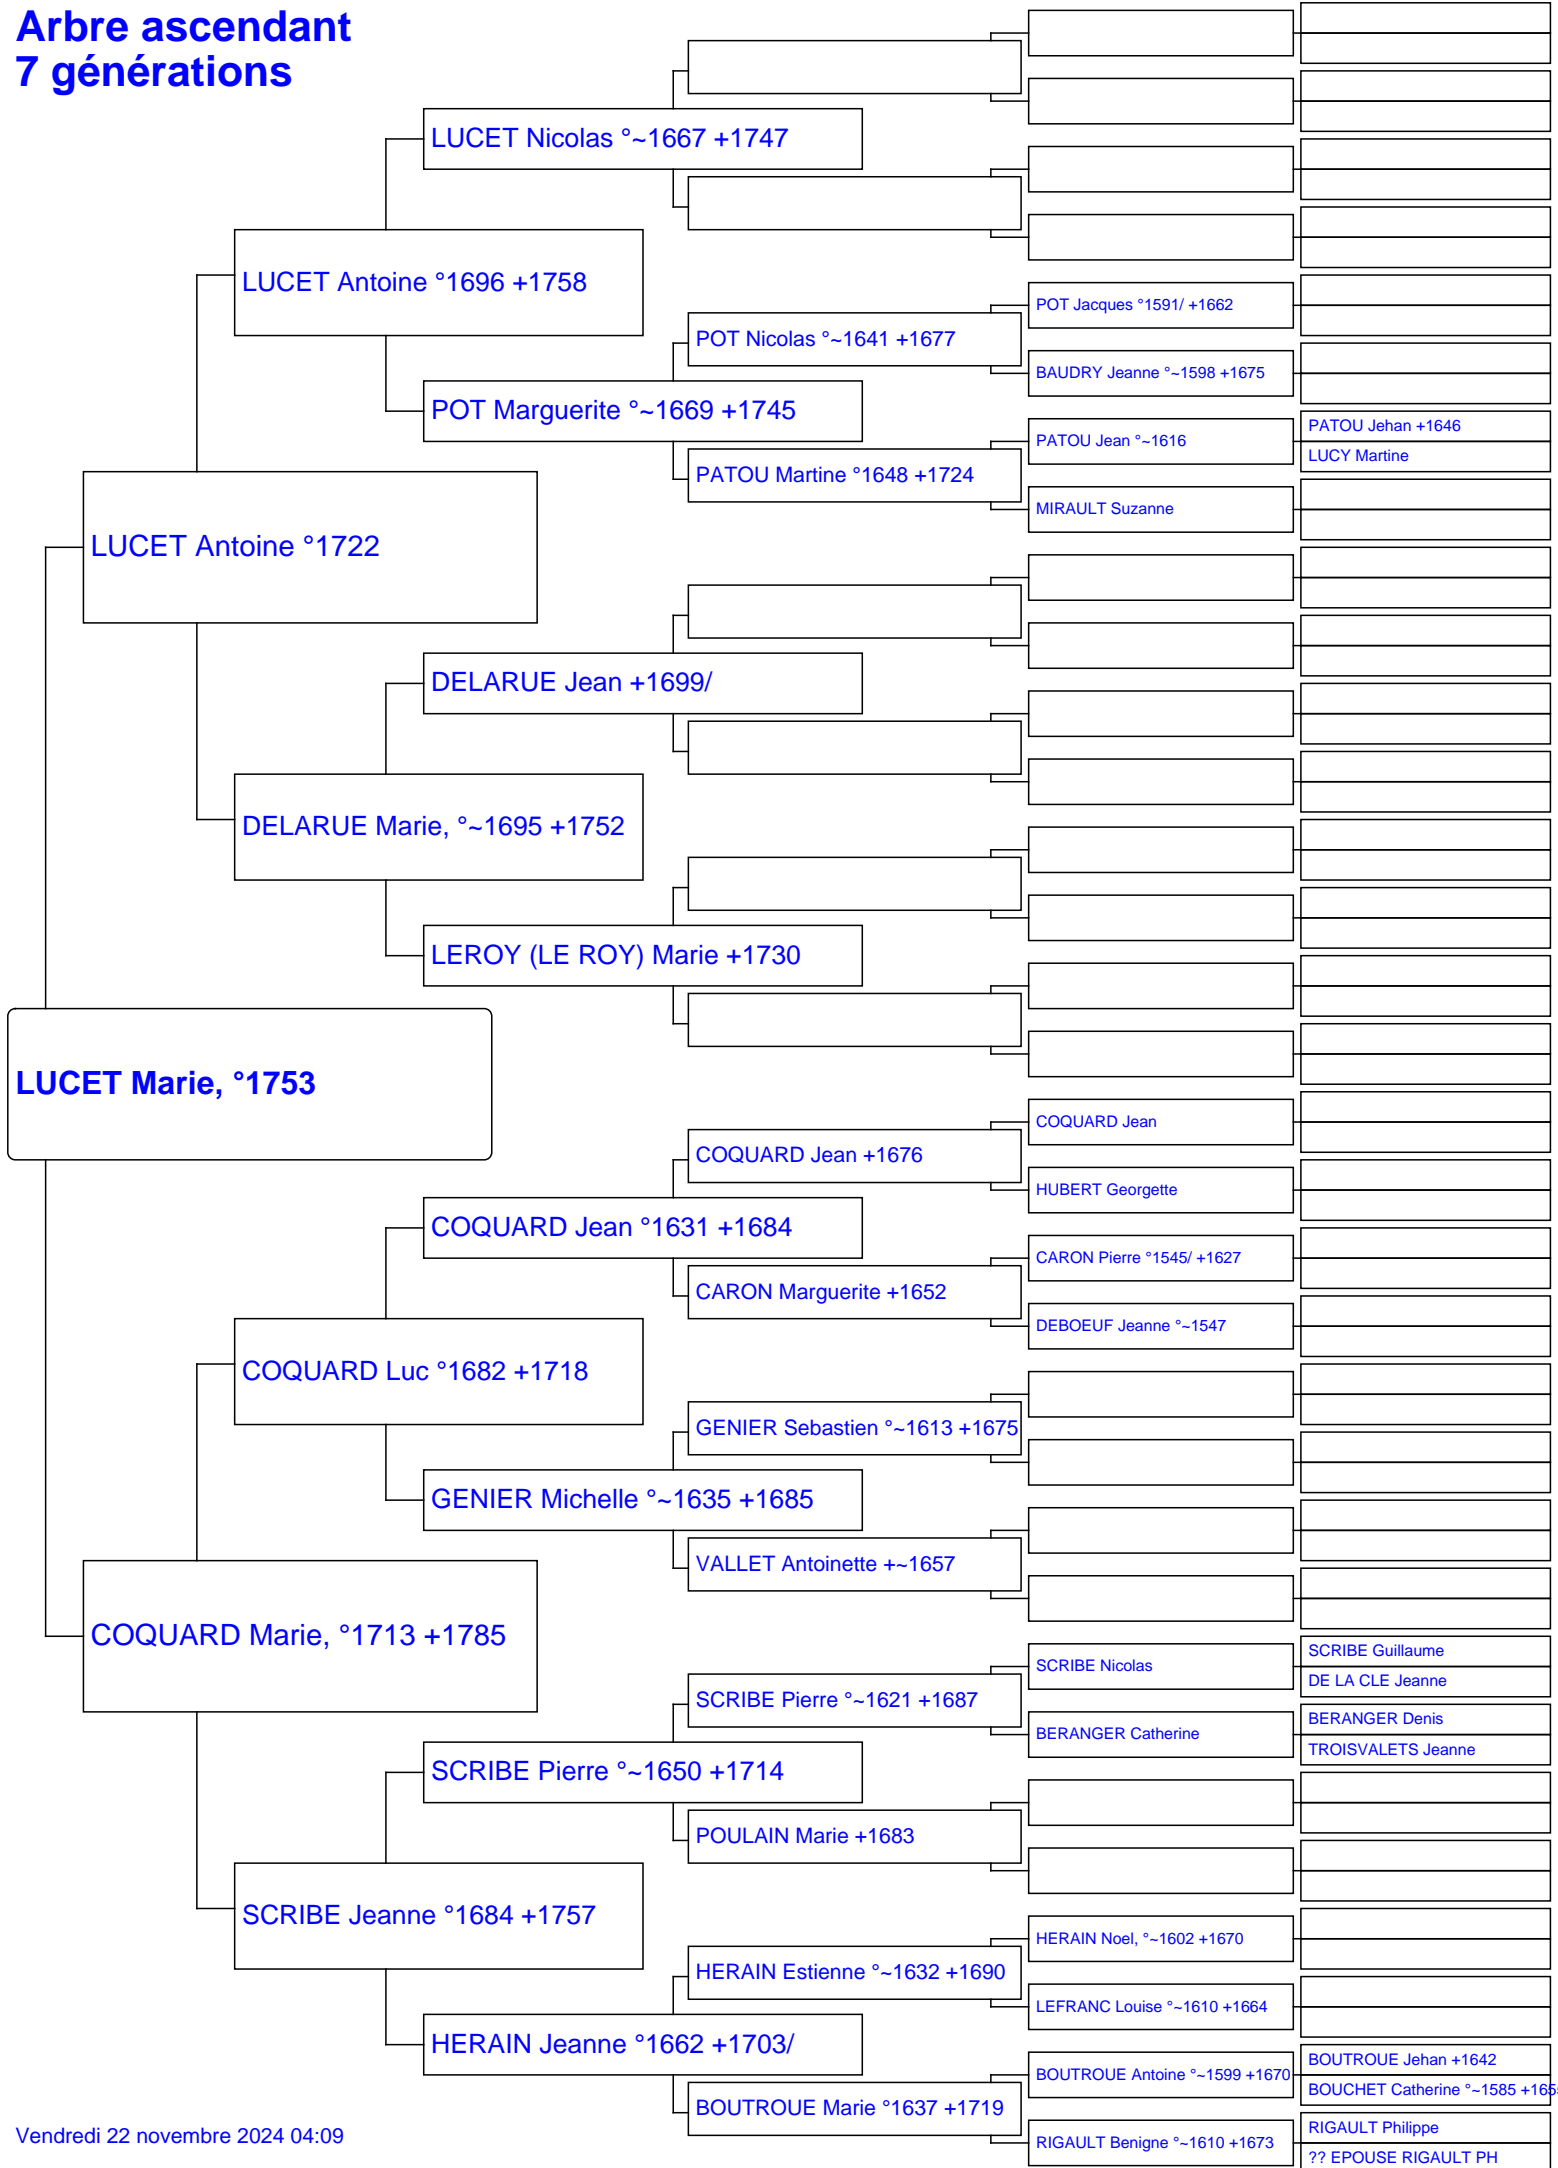 Arbre ascendant
7 générations
LUCET Nicolas °~1667 +1747
LUCET Antoine °1696 +1758
POT Jacques °1591/ +1662
POT Nicolas °~1641 +1677
BAUDRY Jeanne °~1598 +1675
POT Marguerite °~1669 +1745
PATOU Jehan +1646
PATOU Jean °~1616
LUCY Martine
PATOU Martine °1648 +1724
MIRAULT Suzanne
LUCET Antoine °1722
DELARUE Jean +1699/
DELARUE Marie, °~1695 +1752
LEROY (LE ROY) Marie +1730
LUCET Marie, °1753
COQUARD Jean
COQUARD Jean +1676
HUBERT Georgette
COQUARD Jean °1631 +1684
CARON Pierre °1545/ +1627
CARON Marguerite +1652
DEBOEUF Jeanne °~1547
COQUARD Luc °1682 +1718
GENIER Sebastien °~1613 +1675
GENIER Michelle °~1635 +1685
VALLET Antoinette +~1657
COQUARD Marie, °1713 +1785
SCRIBE Guillaume
SCRIBE Nicolas
DE LA CLE Jeanne
SCRIBE Pierre °~1621 +1687
BERANGER Denis
BERANGER Catherine
TROISVALETS Jeanne
SCRIBE Pierre °~1650 +1714
POULAIN Marie +1683
SCRIBE Jeanne °1684 +1757
HERAIN Noel, °~1602 +1670
HERAIN Estienne °~1632 +1690
LEFRANC Louise °~1610 +1664
HERAIN Jeanne °1662 +1703/
BOUTROUE Jehan +1642
BOUTROUE Antoine °~1599 +1670
BOUCHET Catherine °~1585
BOUTROUE Marie °1637 +1719
RIGAULT Philippe
RIGAULT Benigne °~1610 +1673
?? EPOUSE RIGAULT PH
Vendredi 22 novembre 2024 04:09